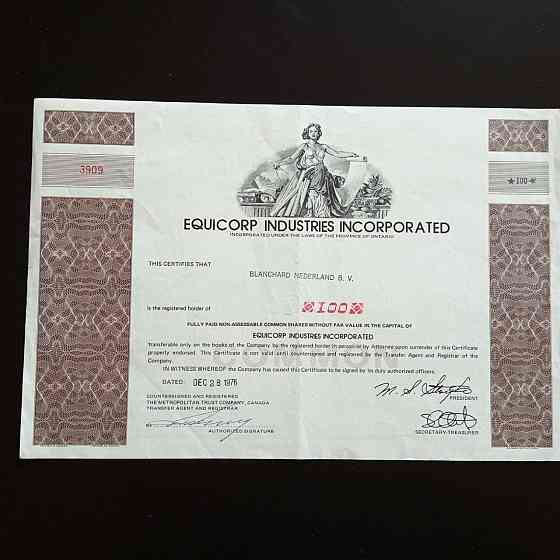 3909
★100★
EQUICORP INDUSTRIES INCORPORATED
INCORPORATED UNDER THE LAWS OF THE PROVINCE OF ONTARIO
THIS CERTIFIES THAT
BLANCHARD NEDERLAND B. V.
is the registered holder of
100
FULLY PAID NON-ASSESSABLE COMMON SHARES WITHOUT PAR VALUE IN THE CAPITAL OF
EQUICORP INDUSTRIES INCORPORATED
transferable only on the books of the Company by the registered holder in person or by Attorney upon surrender of this Certificate
properly endorsed. This Certificate is not valid until countersigned and registered by the Transfer Agent and Registrar of the
Company.
IN WITNESS WHEREOF the Company has caused this Certificate to be signed by its duly authorized officers.
DATED: DEC 28 1976
COUNTERSIGNED AND REGISTERED
THE METROPOLITAN TRUST COMPANY, CANADA
TRANSFER AGENT AND REGISTRAR
PRESIDENT
BY
AUTHORIZED SIGNATURE
SECRETARY-TREASURER